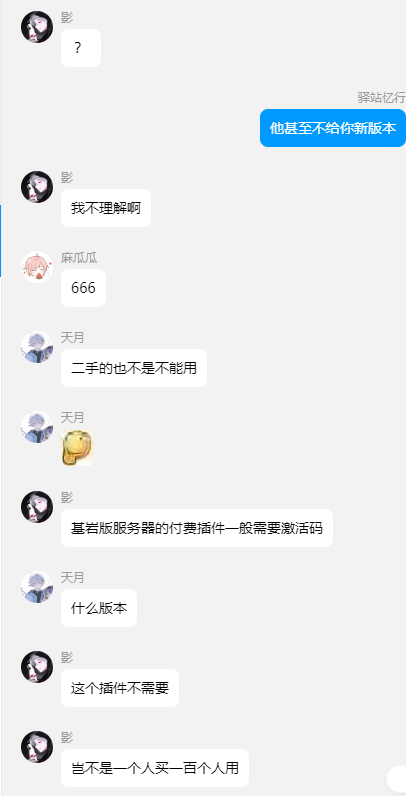 影
？
驿站忆行
他甚至不给你新版本
影
我不理解啊
麻瓜瓜
666
天月
二手的也不是不能用
天月
影
基岩版服务器的付费插件一般需要激活码
天月
什么版本
影
这个插件不需要
影
岂不是一个人买一百个人用